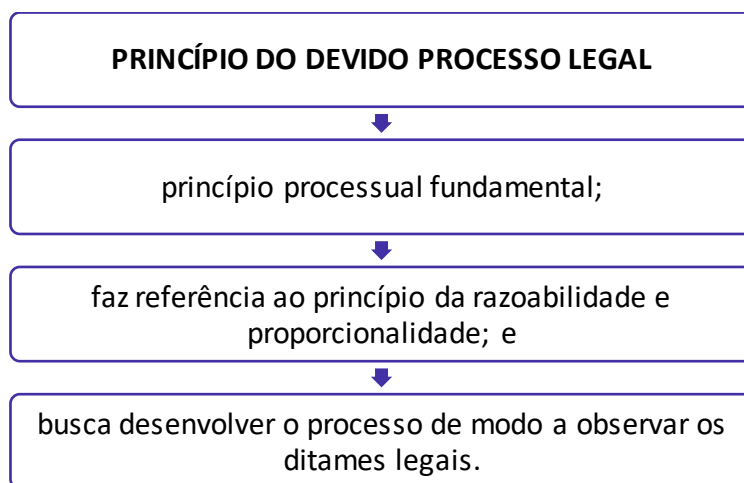 PRINCÍPIO DO DEVIDO PROCESSO LEGAL
princípio processual fundamental;
faz referência ao princípio da razoabilidade e
proporcionalidade; e
busca desenvolver o processo de modo a observar os
ditames legais.